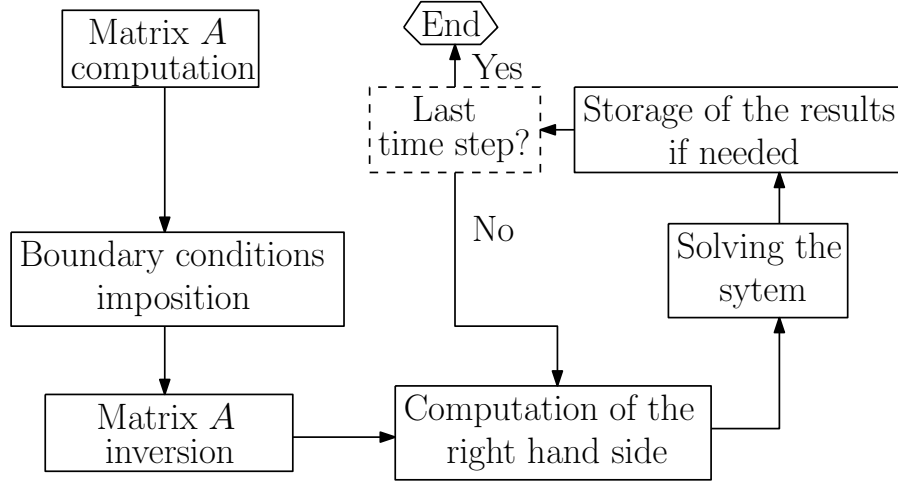 Matrix A
computation
Boundary conditions
imposition
Matrix A
inversion
Computation of the
right hand side
Solving the
sytem
Storage of the results
if needed
Last
time step?
Yes
End
No